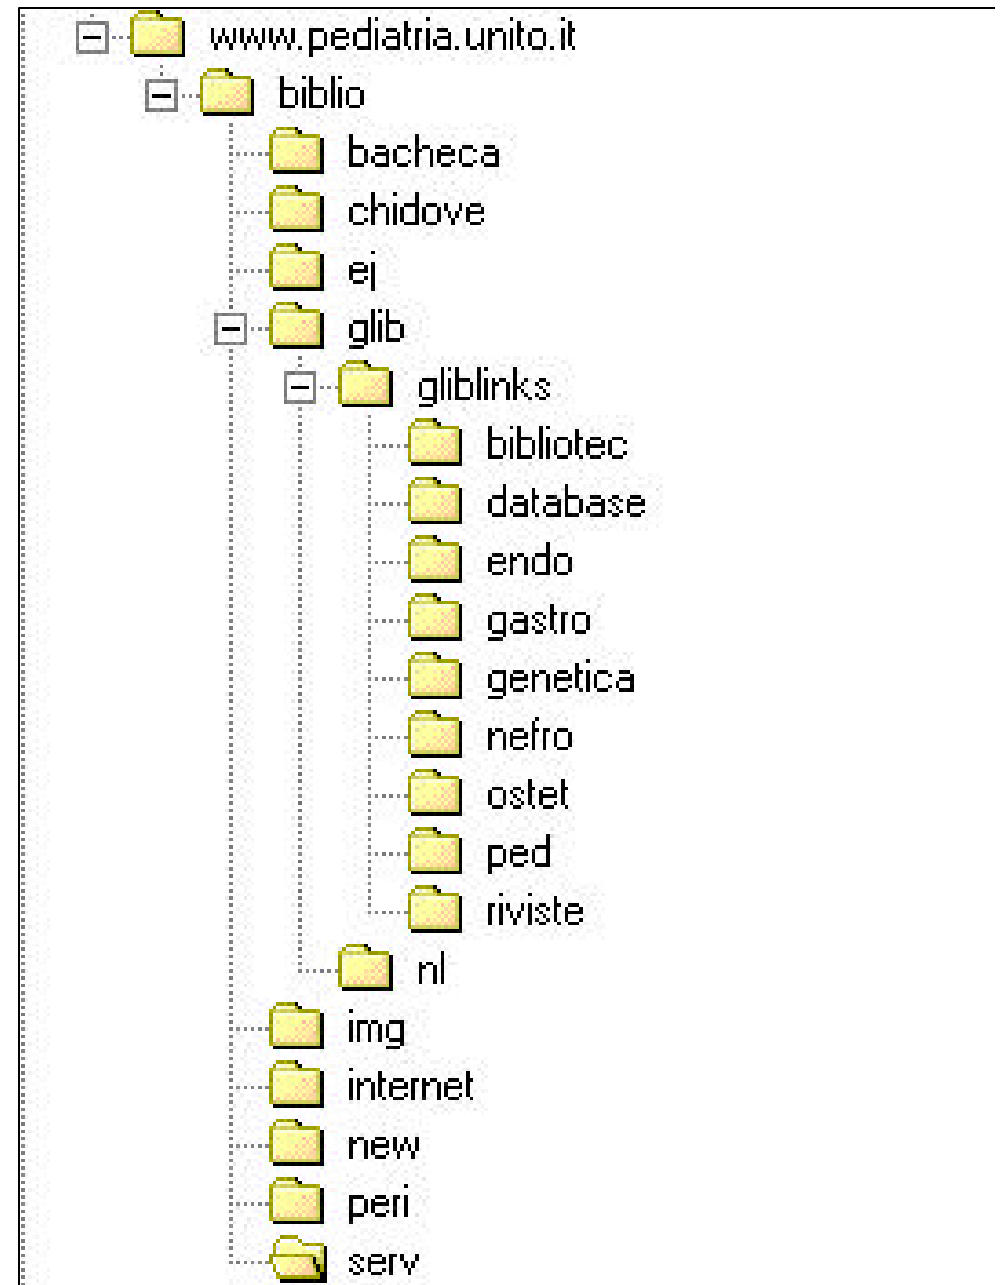 www.pediatria.unito.it
biblio
bacheca
chidove
ej
glib
gliblinks
bibliotec
database
endo
gastro
genetica
nefro
ostet
ped
riviste
nl
img
internet
new
peri
serv